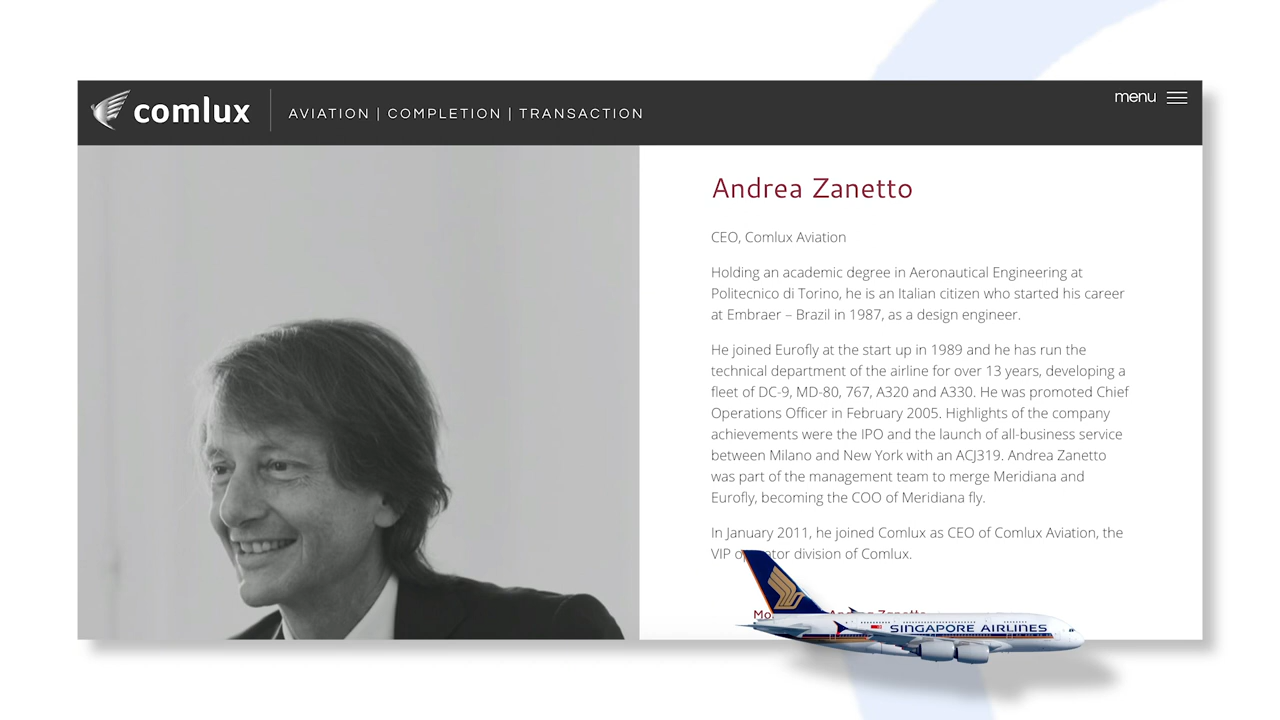 comlux
AVIATION | COMPLETION | TRANSACTION
menu
Andrea Zanetto
CEO, Comlux Aviation
Holding an academic degree in Aeronautical Engineering at
Politecnico di Torino, he is an Italian citizen who started his career
at Embraer – Brazil in 1987, as a design engineer.
He joined Eurofly at the start up in 1989 and he has run the
technical department of the airline for over 13 years, developing a
fleet of DC-9, MD-80, 767, A320 and A330. He was promoted Chief
Operations Officer in February 2005. Highlights of the company
achievements were the IPO and the launch of all-business service
between Milano and New York with an ACJ319. Andrea Zanetto
was part of the management team to merge Meridiana and
Eurofly, becoming the COO of Meridiana fly.
In January 2011, he joined Comlux as CEO of Comlux Aviation, the
VIP division of Comlux.
Andrea Zanetto
SINGAPORE AIRLINES